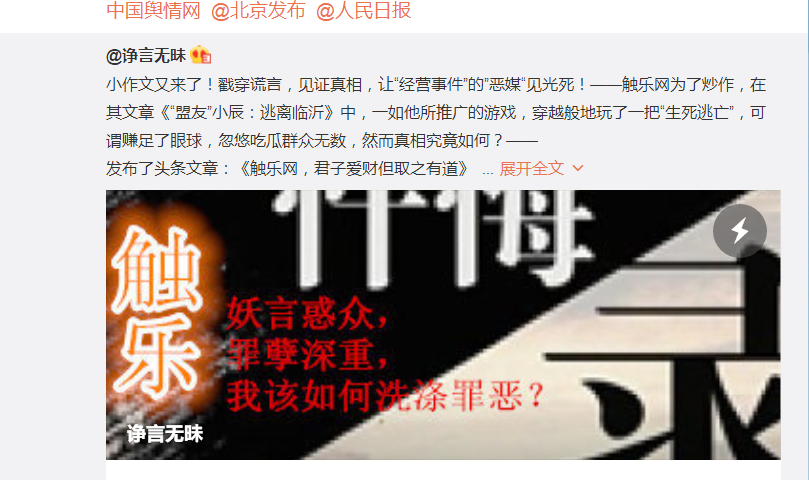 中国舆情网 @北京发布 @人民日报
@诤言无昧
小作文又来了！戳穿谎言，见证真相，让“经营事件”的”恶媒“见光死！——触乐网为了炒作，在
其文章《“盟友”小辰：逃离临沂》中，一如他所推广的游戏，穿越般地玩了一把“生死逃亡”，可
谓赚足了眼球，忽悠吃瓜群众无数，然而真相究竟如何？——
发布了头条文章：《触乐网，君子爱财但取之有道》 ... 展开全文
忏悔
录
触
乐
妖言惑众，
罪孽深重，
我该如何洗涤罪恶？
诤言无昧